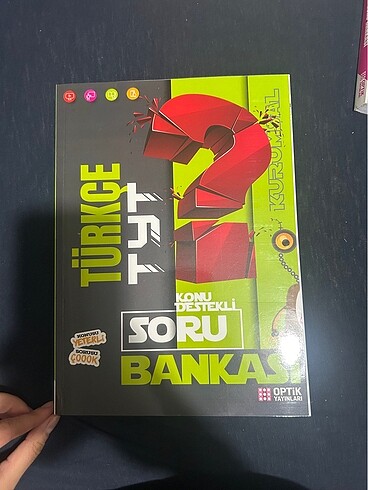 TÜRKÇE
TYT
KURUMSAL
KONU
DESTEKLİ
SORU
BANKASI
KONUSU
YETERLİ
SORUSU
ÇOOOK
OPTİK
YAYINLARI